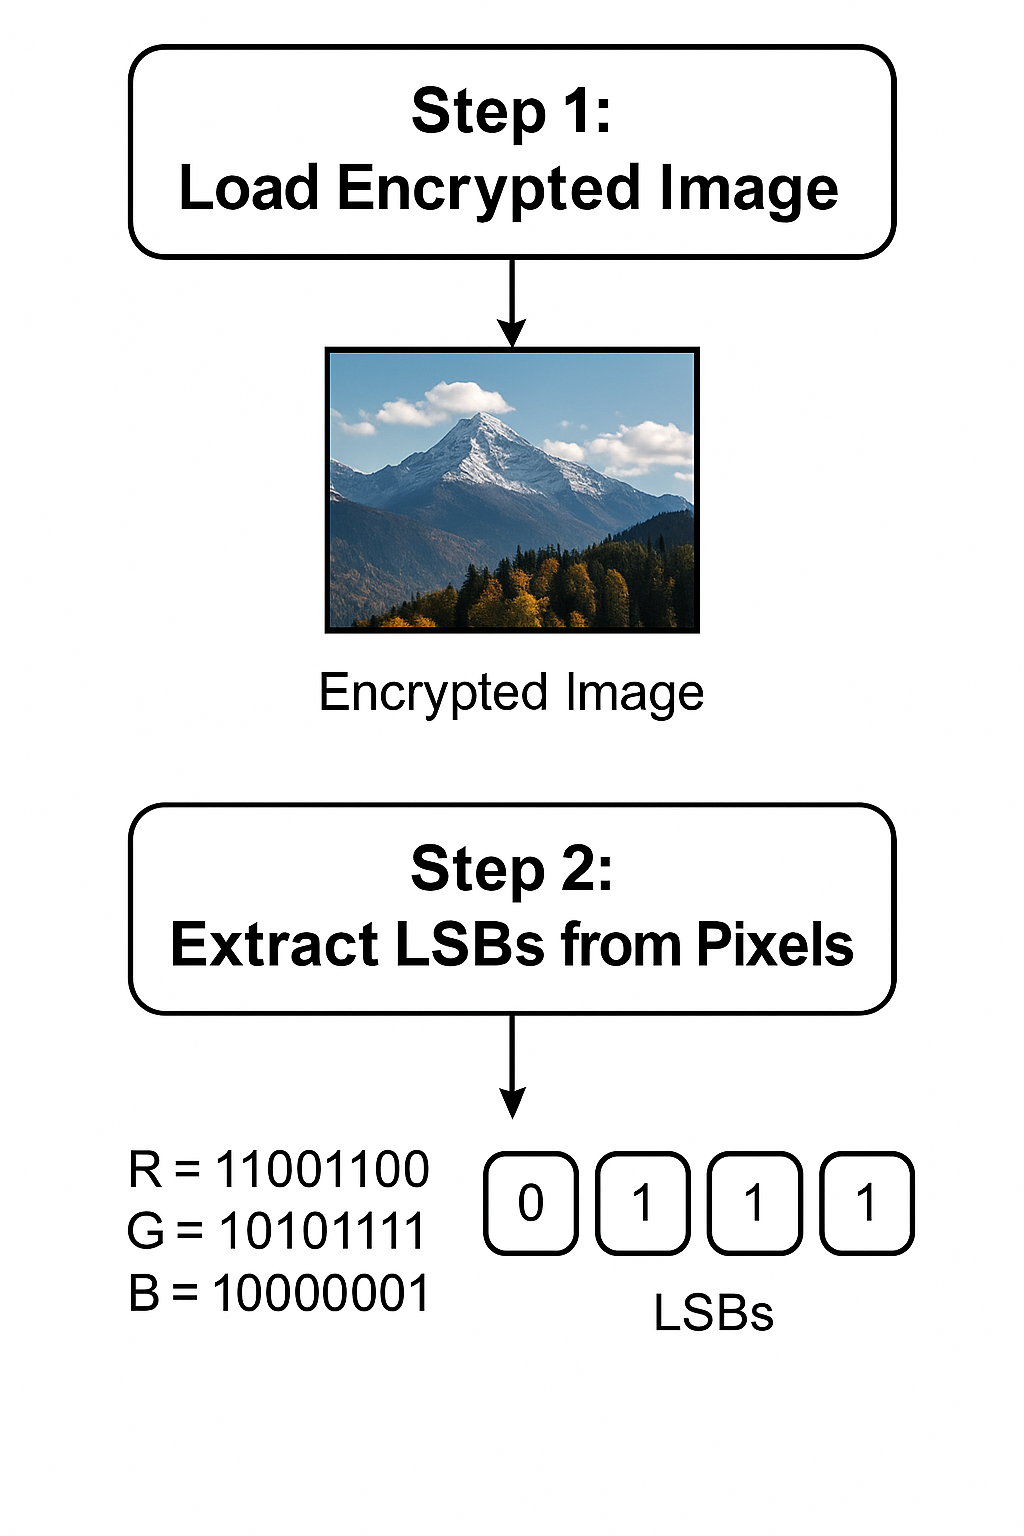 Step 1:
Load Encrypted Image
Encrypted Image
Step 2:
Extract LSBs from Pixels
R = 11001100
G = 10101111
B = 10000001
0 1 1 1
LSBs